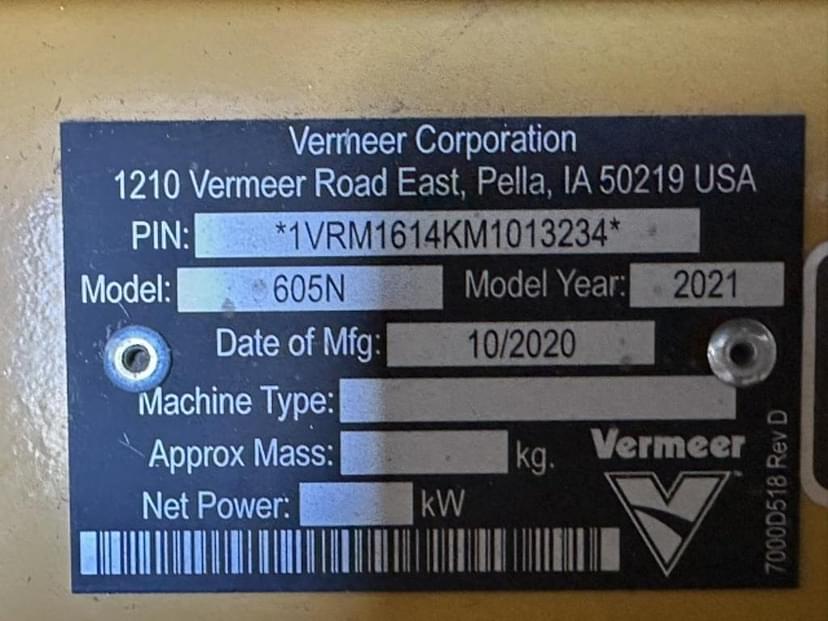 Vermeer Corporation
1210 Vermeer Road East, Pella, IA 50219 USA
PIN: *1VRM1614KM1013234*
Model: 605N Model Year: 2021
Date of Mfg: 10/2020
Machine Type:
Approx Mass: kg.
Net Power: kW
Vermeer
7000D518 Rev D